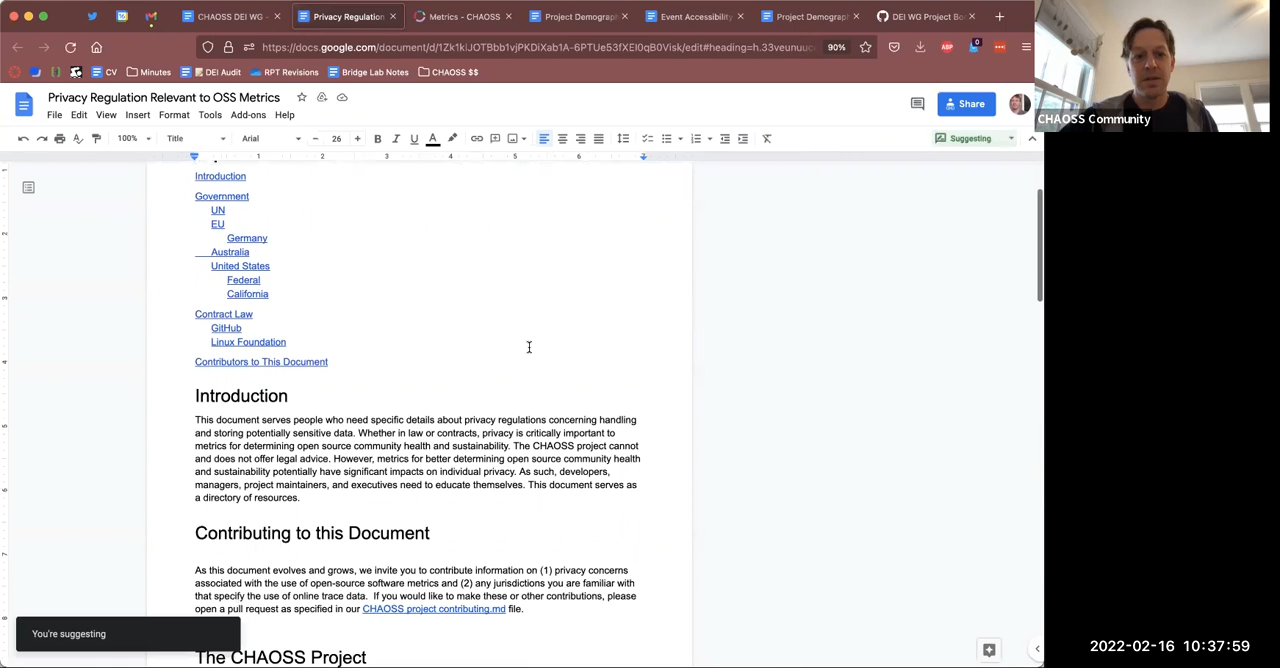 CHAOSS DEI WG -
Privacy Regulation
Metrics - CHAOSS
Project Demograph
Event Accessibility
Project Demograph
DEI WG Project Bo
https://docs.google.com/document/d/1Zk1kiJOTBbb1vjPKDiXab1A-6PTUe53fXEI0qB0Visk/edit#heading=h.33veunuu
90%
ABP
0
CV
Minutes
DEI Audit
RPT Revisions
Bridge Lab Notes
CHAOSS $$
CHAOSS Community
Privacy Regulation Relevant to OSS Metrics
File Edit View Insert Format Tools Add-ons Help
Share
100% Title Arial 26
B I U A
Suggesting
1 2 3 4 5 6 7
Introduction
Government
UN
EU
Germany
Australia
United States
Federal
California
Contract Law
GitHub
Linux Foundation
Contributors to This Document
Introduction
This document serves people who need specific details about privacy regulations concerning handling
and storing potentially sensitive data. Whether in law or contracts, privacy is critically important to
metrics for determining open source community health and sustainability. The CHAOSS project cannot
and does not offer legal advice. However, metrics for better determining open source community health
and sustainability potentially have significant impacts on individual privacy. As such, developers,
managers, project maintainers, and executives need to educate themselves. This document serves as
a directory of resources.
Contributing to this Document
As this document evolves and grows, we invite you to contribute information on (1) privacy concerns
associated with the use of open-source software metrics and (2) any jurisdictions you are familiar with
that specify the use of online trace data. If you would like to make these or other contributions, please
open a pull request as specified in our CHAOSS project contributing.md file.
The CHAOSS Project
You're suggesting
2022-02-16 10:37:59